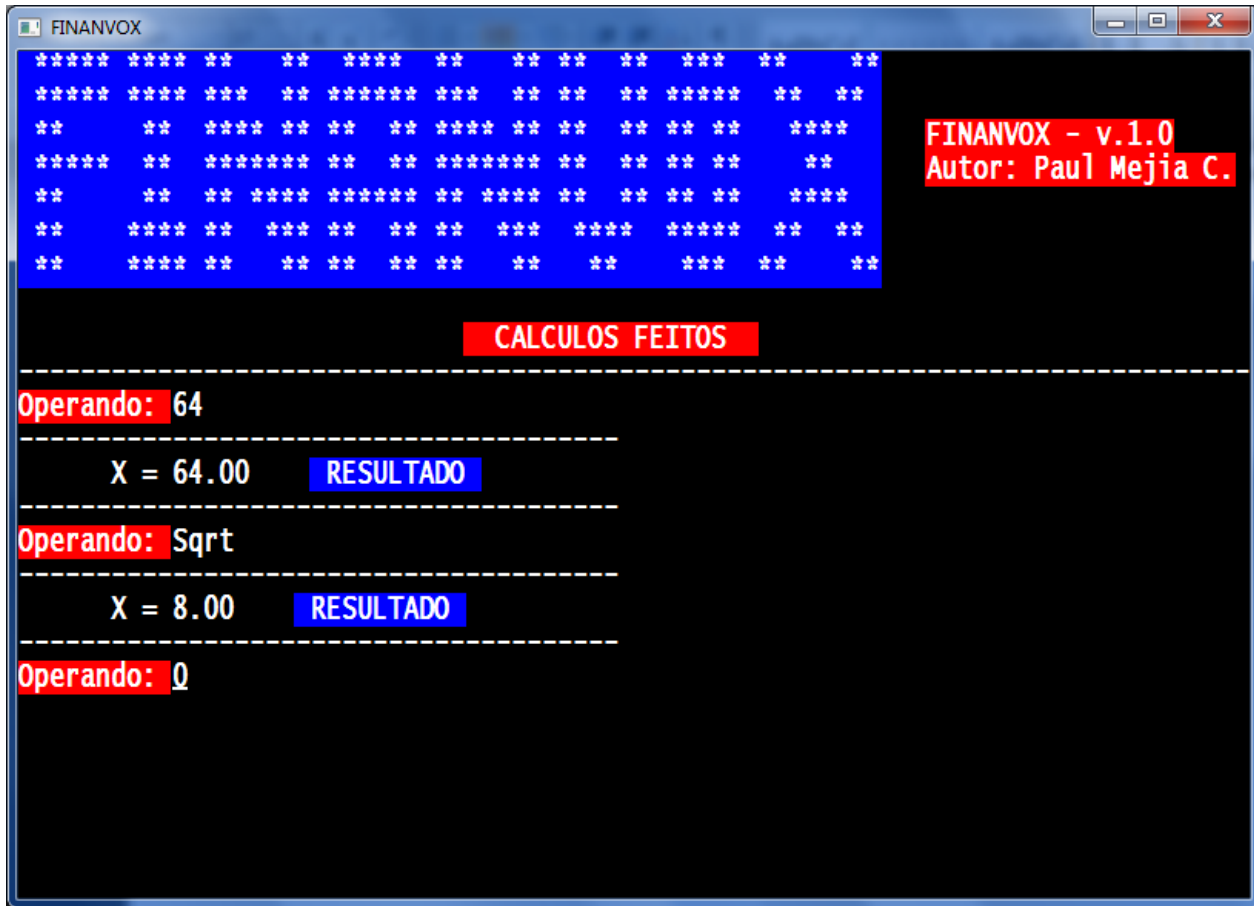 FINANVOX
***** **** **   **  ****  **   ** **  **  ***  **    **
***** **** ***  ** ****** ***  ** **  ** *****  **  **
**     **  **** ** **  ** **** ** **  ** ** **   ****
*****  **  ******* **  ** ******* **  ** ** **    **
**     **  ** **** ****** ** **** **  ** ** **   ****
**    **** **  *** **  ** **  ***  ****  *****  **  **
**    **** **   ** **  ** **   **   **    ***  **    **
FINANVOX - v.1.0
Autor: Paul Mejia C.
CALCULOS FEITOS
--------------------------------------------------------------------------------
Operando: 64
---------------------------------------
X = 64.00 RESULTADO
---------------------------------------
Operando: Sqrt
---------------------------------------
X = 8.00 RESULTADO
---------------------------------------
Operando: 0